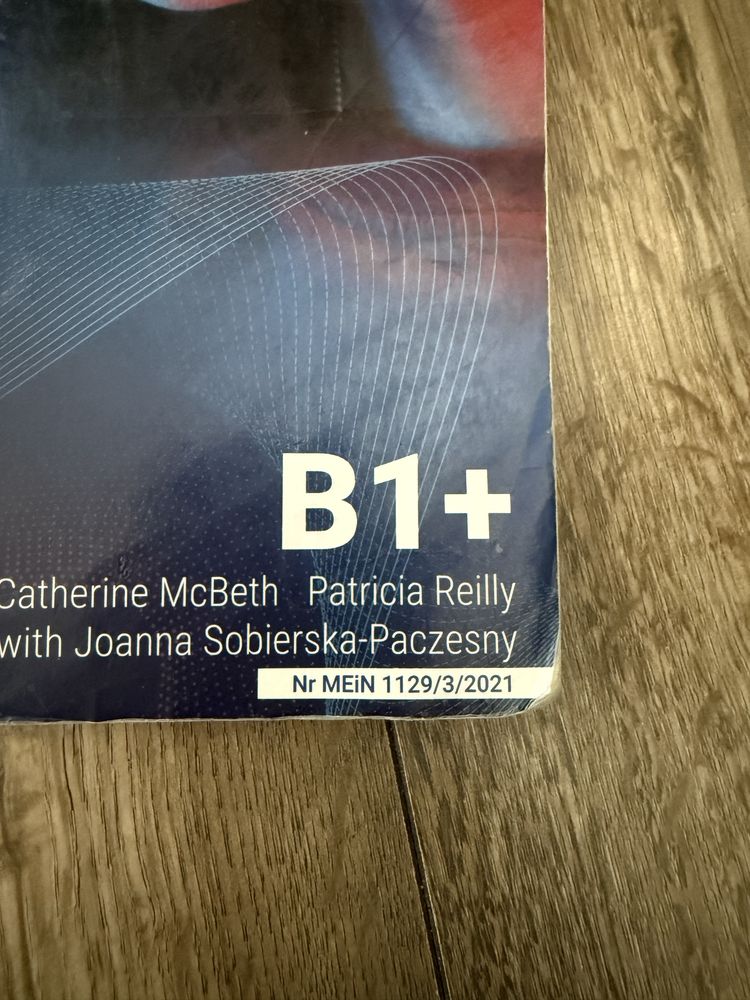 B1+
Catherine McBeth Patricia Reilly
with Joanna Sobierska-Paczesny
Nr MEiN 1129/3/2021